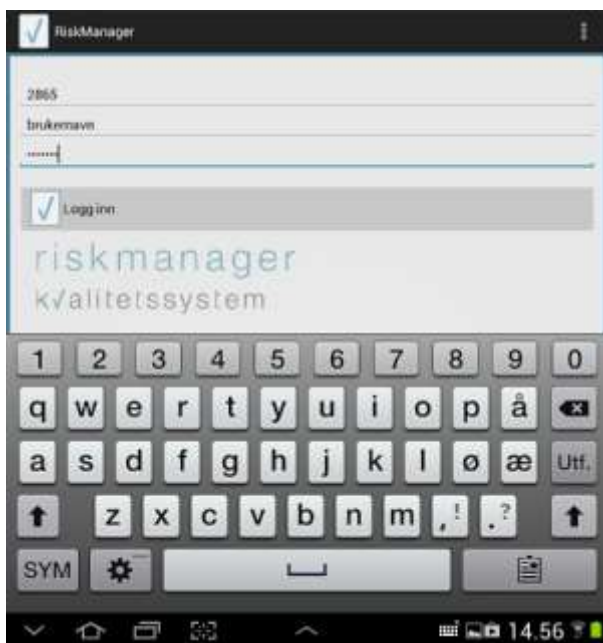 RiskManager
2865
brukernavn
Logg inn
riskmanager
k√alitetssystem
1 2 3 4 5 6 7 8 9 0
q w e r t y u i o p å
a s d f g h j k l ø æ Utf.
z x c v b n m ,! .?
SYM
14.56